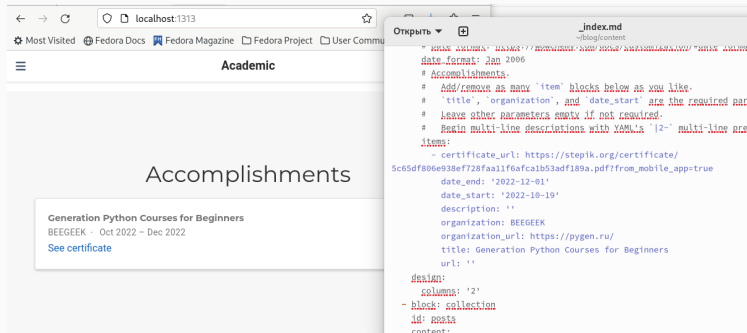 localhost:1313
Most Visited Fedora Docs Fedora Magazine Fedora Project User Commu
Academic
Accomplishments
Generation Python Courses for Beginners
BEEGEEK · Oct 2022 – Dec 2022
See certificate
Открыть
_index.md
~/blog/content
date_format: Jan 2006
# Accomplishments.
#   Add/remove as many `item` blocks below as you like.
#   `title`, `organization`, and `date_start` are the required par
#   Leave other parameters empty if not required.
#   Begin multi-line descriptions with YAML's `|2-` multi-line pre
items:
- certificate_url: https://stepik.org/certificate/
5c65df806e938ef728faa11f6afca1b53adf189a.pdf?from_mobile_app=true
date_end: '2022-12-01'
date_start: '2022-10-19'
description: ''
organization: BEEGEEK
organization_url: https://pygen.ru/
title: Generation Python Courses for Beginners
url: ''
design:
columns: '2'
- block: collection
id: posts
content: